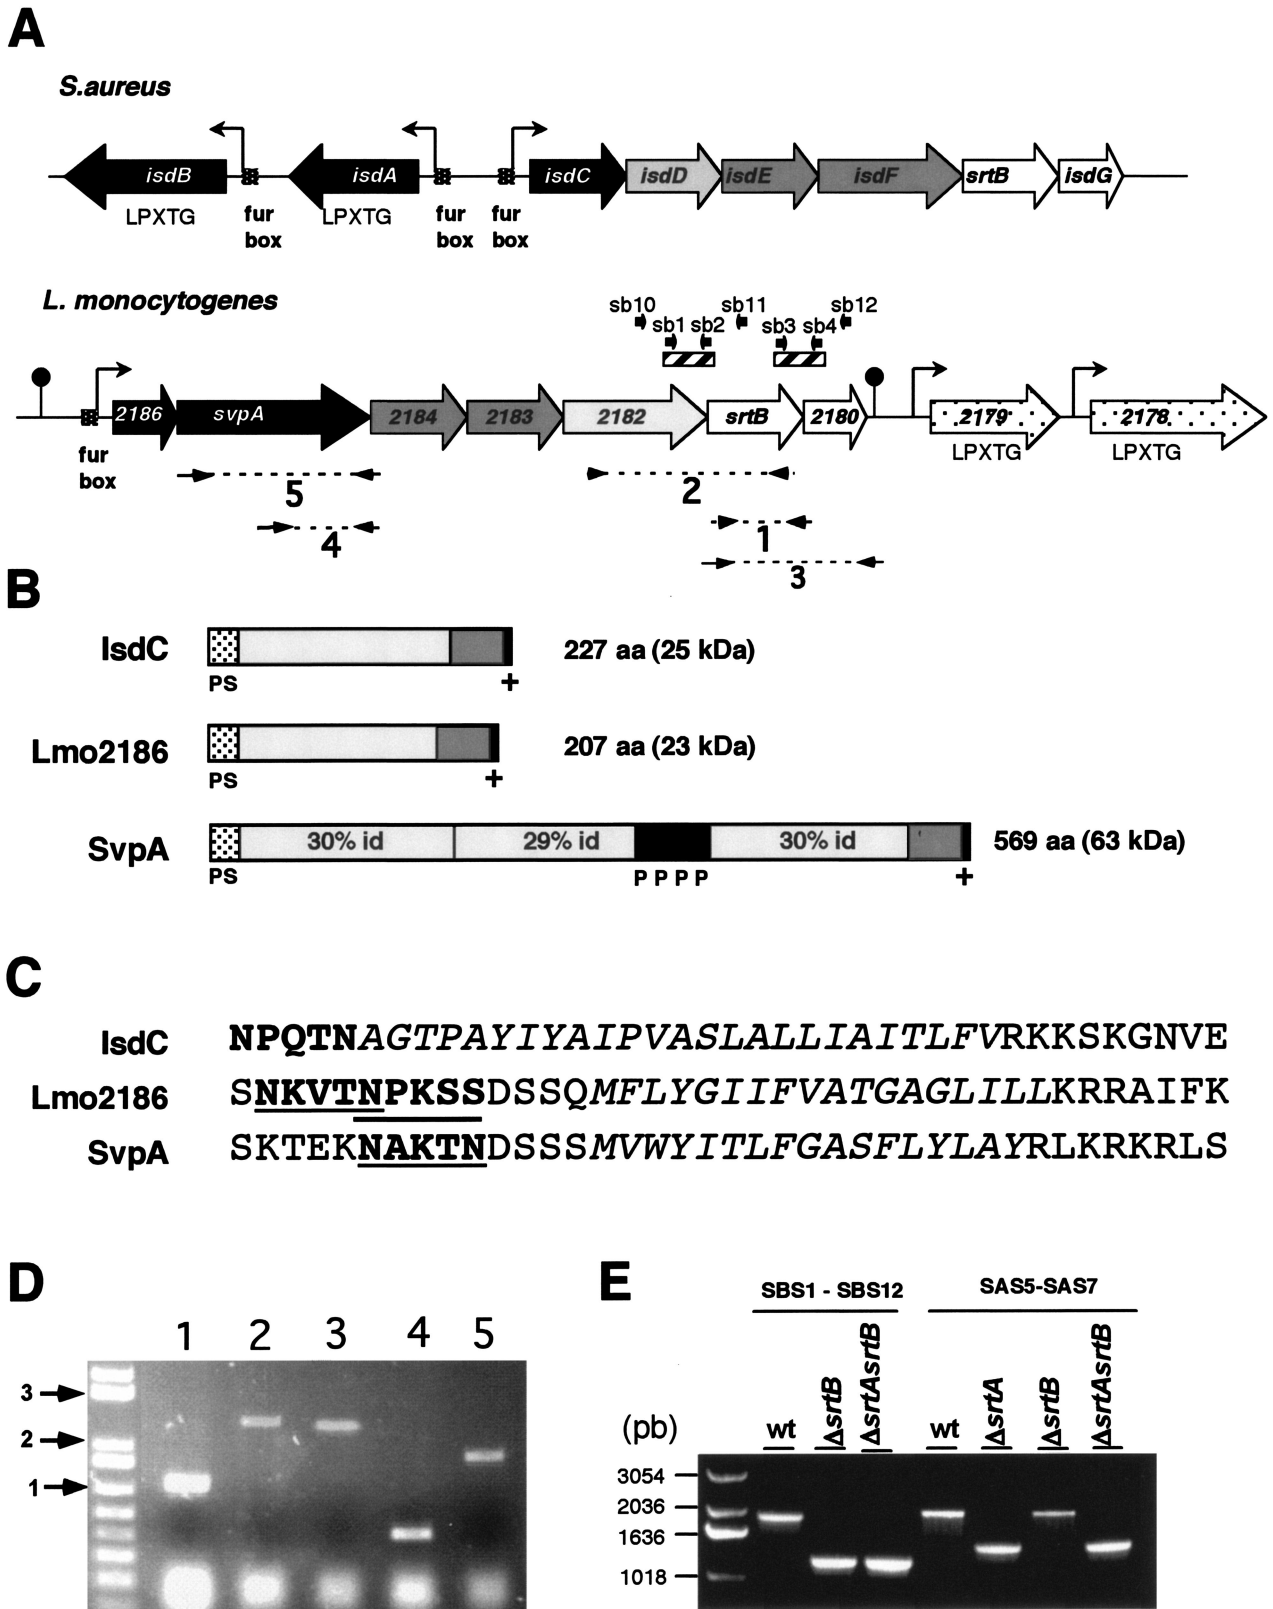 A
S.aureus
isdB isdA isdC isdD isdE isdF srtB isdG
LPXTG fur box LPXTG fur box fur box
L. monocytogenes
sb10 sb11 sb12
sb1 sb2 sb3 sb4
2186 svpA 2184 2183 2182 srtB 2180 2179 2178
fur box LPXTG LPXTG
5 2
4 1
3
B
IsdC 227 aa (25 kDa)
PS +
Lmo2186 207 aa (23 kDa)
PS +
SvpA 30% id 29% id 30% id 569 aa (63 kDa)
PS P P P P +
C
IsdC NPQTNAGTPAYIYAIPVASLALLIAITLFVRKKSKGNVE
Lmo2186 SNKVTNPKSSDSSQMFLYGIIFVATGAGLILLKRRAIFK
SvpA SKTEKNAKTNDSSSMVWYITLFGASFLYLAYRLKRKRLS
D
1 2 3 4 5
3
2
1
E
SBS1 - SBS12 SAS5-SAS7
(pb) wt ΔsrtB ΔsrtAsrtB wt ΔsrtA ΔsrtB ΔsrtAsrtB
3054
2036
1636
1018